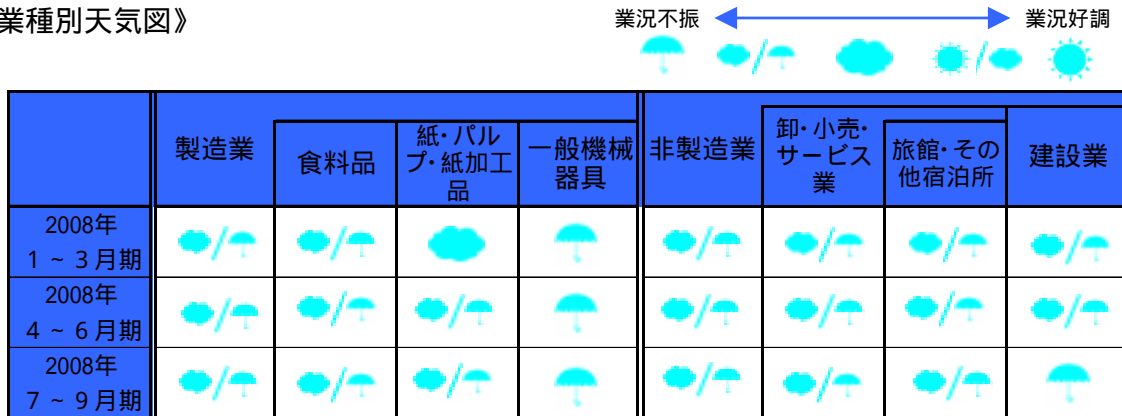 業種別天気図》
業況不振
業況好調
製造業
食料品
紙・パル
プ・紙加工
品
一般機械
器具
非製造業
卸・小売・
サービス
業
旅館・その
他宿泊所
建設業
2008年
1 ~ 3 月期
2008年
4 ~ 6 月期
2008年
7 ~ 9 月期